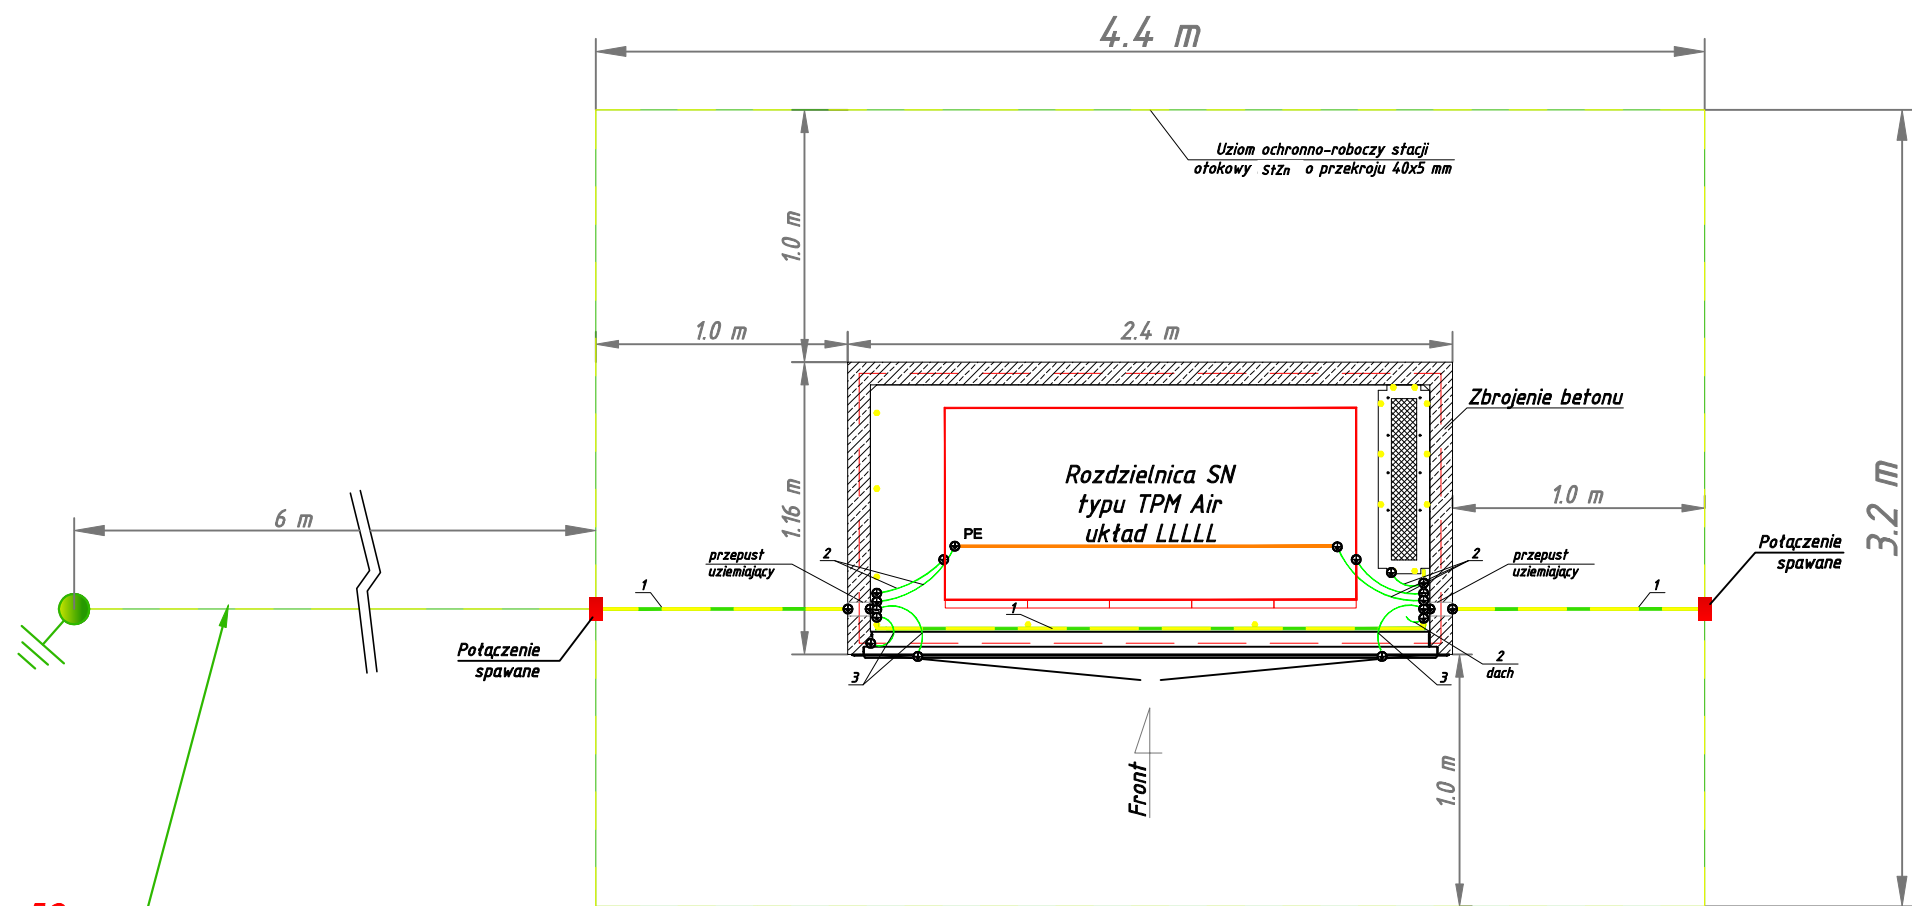 4.4 m
Uziom ochronno-roboczy stacji
otokowy StZn o przekroju 40x5 mm
1.0 m
1.0 m
2.4 m
Zbrojenie betonu
Rozdzielnica SN
typu TPM Air
układ LLLLL
1.16 m
1.0 m
3.2 m
6 m
PE
przepust
uziemiający
2
2
przepust
uziemiający
Połączenie
spawane
1
1
1
Połączenie
spawane
3
3
2
dach
Front
1.0 m